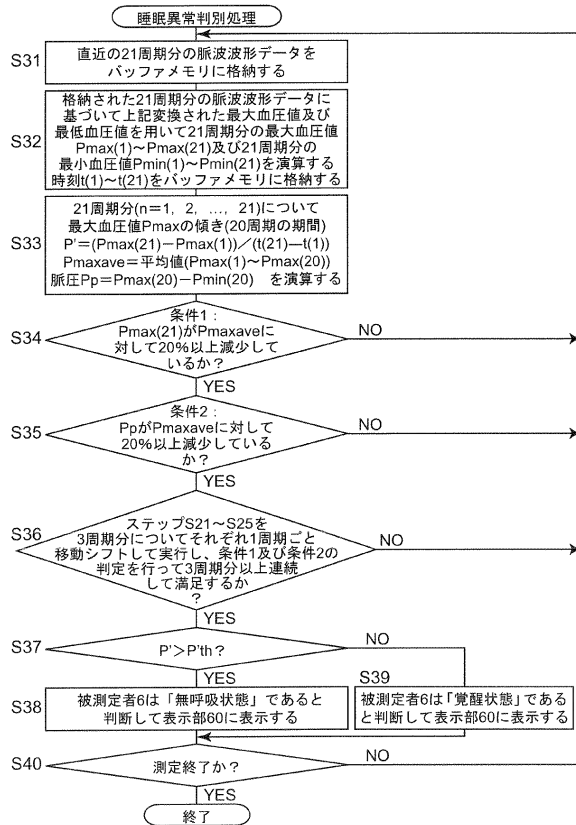 睡眠異常判別処理
S31
直近の21周期分の脈波波形データを
バッファメモリに格納する
S32
格納された21周期分の脈波波形データに
基づいて上記変換された最大血圧値及び
最低血圧値を用いて21周期分の最大血圧値
Pmax(1)~Pmax(21)及び21周期分の
最小血圧値Pmin(1)~Pmin(21)を演算する
時刻t(1)~t(21)をバッファメモリに格納する
S33
21周期分(n=1, 2, ..., 21)について
最大血圧値Pmaxの傾き(20周期の期間)
P'=(Pmax(21)-Pmax(1))/(t(21)—t(1))
Pmaxave=平均値(Pmax(1)~Pmax(20))
脈圧Pp=Pmax(20)-Pmin(20) を演算する
S34
条件1:
Pmax(21)がPmaxaveに
対して20%以上減少して
いるか?
NO
YES
S35
条件2:
PpがPmaxaveに対して
20%以上減少している
か?
NO
YES
S36
ステップS21~S25を
3周期分についてそれぞれ1周期ごと
移動シフトして実行し、条件1及び条件2の
判定を行って3周期分以上連続
して満足するか
?
NO
YES
S37
P'>P'th?
NO
YES
S38
被測定者6は「無呼吸状態」であると
判断して表示部60に表示する
S39
被測定者6は「覚醒状態」である
と判断して表示部60に表示する
S40
測定終了か?
NO
YES
終了